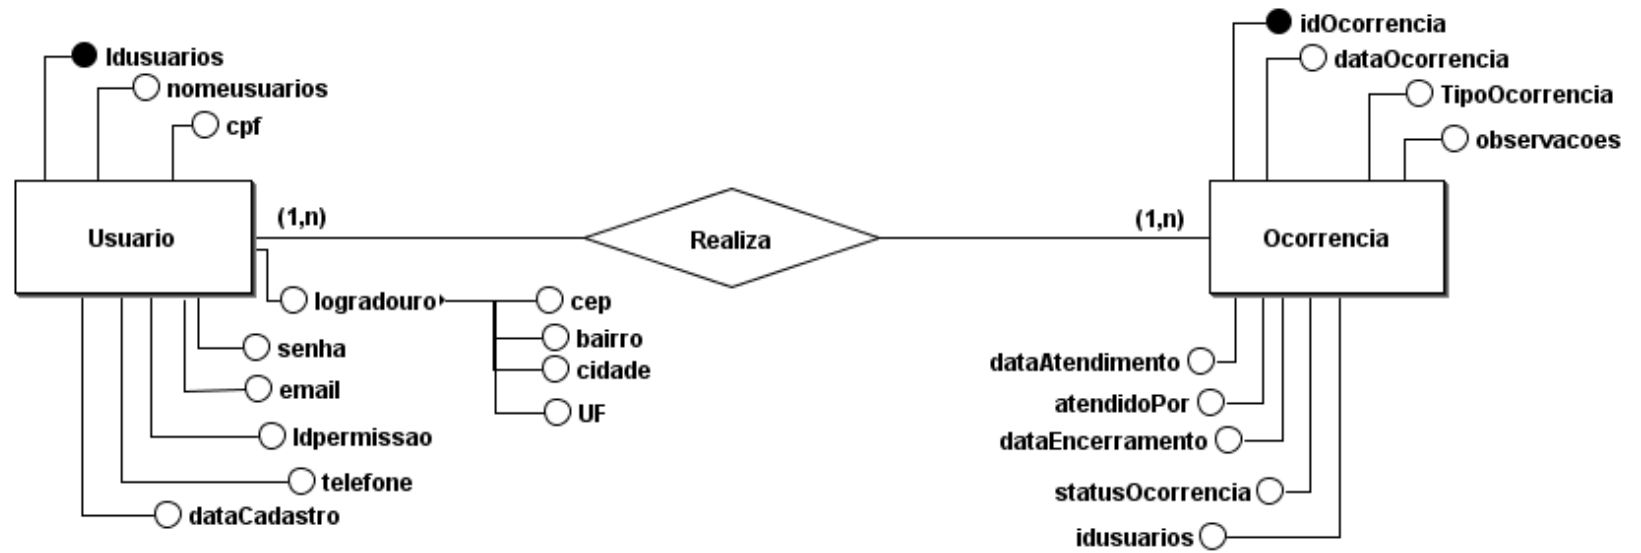 Idusuarios
nomeusuarios
cpf
Usuario
(1,n)
Realiza
(1,n)
Ocorrencia
idOcorrencia
dataOcorrencia
TipoOcorrencia
observacoes
logradouro
cep
bairro
cidade
UF
senha
email
Idpermissao
telefone
dataCadastro
dataAtendimento
atendidoPor
dataEncerramento
statusOcorrencia
idusuarios